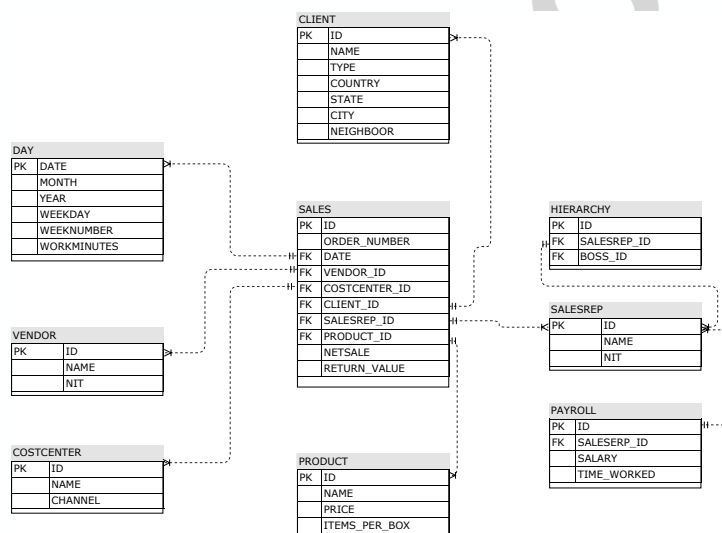 CLIENT
PK ID
NAME
TYPE
COUNTRY
STATE
CITY
NEIGHBOOR
DAY
PK DATE
MONTH
YEAR
WEEKDAY
WEEKNUMBER
WORKMINUTES
SALES
PK ID
ORDER_NUMBER
FK DATE
FK VENDOR_ID
FK COSTCENTER_ID
FK CLIENT_ID
FK SALESREP_ID
FK PRODUCT_ID
NETSALE
RETURN_VALUE
HIERARCHY
PK ID
FK SALESREP_ID
FK BOSS_ID
VENDOR
PK ID
NAME
NIT
SALESREP
PK ID
NAME
NIT
COSTCENTER
PK ID
NAME
CHANNEL
PRODUCT
PK ID
NAME
PRICE
ITEMS_PER_BOX
PAYROLL
PK ID
FK SALESERP_ID
SALARY
TIME_WORKED